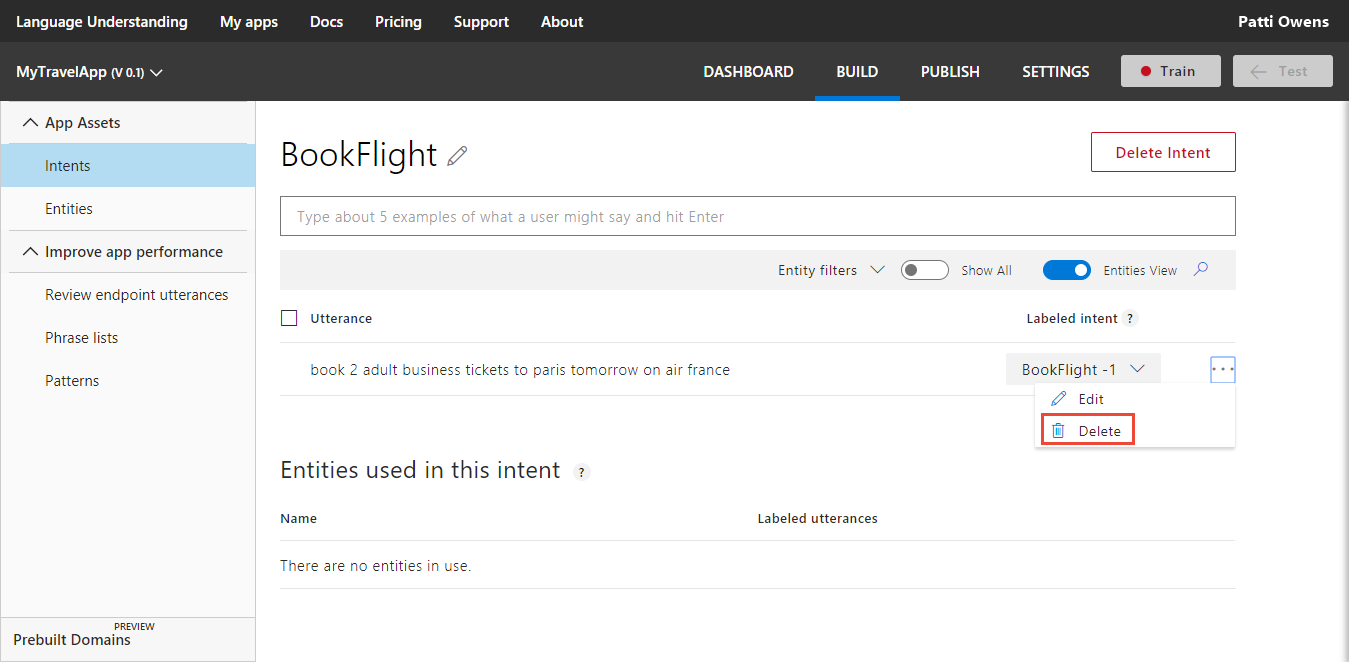 Language Understanding My apps Docs Pricing Support About Patti Owens
MyTravelApp (V 0.1) DASHBOARD BUILD PUBLISH SETTINGS Train Test
App Assets
Intents
Entities
Improve app performance
Review endpoint utterances
Phrase lists
Patterns
PREVIEW
Prebuilt Domains
BookFlight
Delete Intent
Type about 5 examples of what a user might say and hit Enter
Entity filters Show All Entities View
Utterance Labeled intent ?
book 2 adult business tickets to paris tomorrow on air france BookFlight -1 ...
Edit
Delete
Entities used in this intent ?
Name Labeled utterances
There are no entities in use.